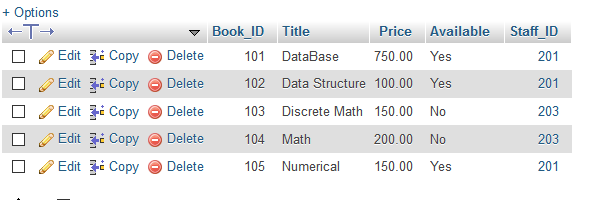 + Options
←T→ Book_ID Title Price Available Staff_ID
Edit Copy Delete 101 DataBase 750.00 Yes 201
Edit Copy Delete 102 Data Structure 100.00 Yes 201
Edit Copy Delete 103 Discrete Math 150.00 No 203
Edit Copy Delete 104 Math 200.00 No 203
Edit Copy Delete 105 Numerical 150.00 Yes 201